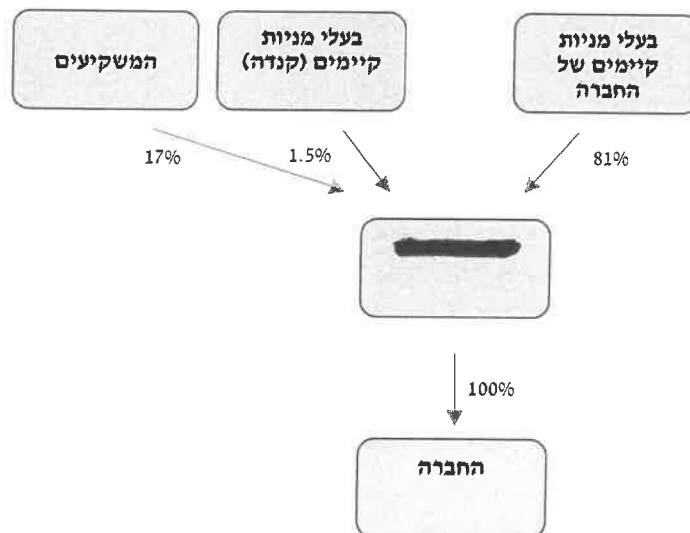 בעלי מניות
קיימים של
החברה
בעלי מניות
קיימים (קנדה)
המשקיעים
81%
1.5%
17%
100%
החברה